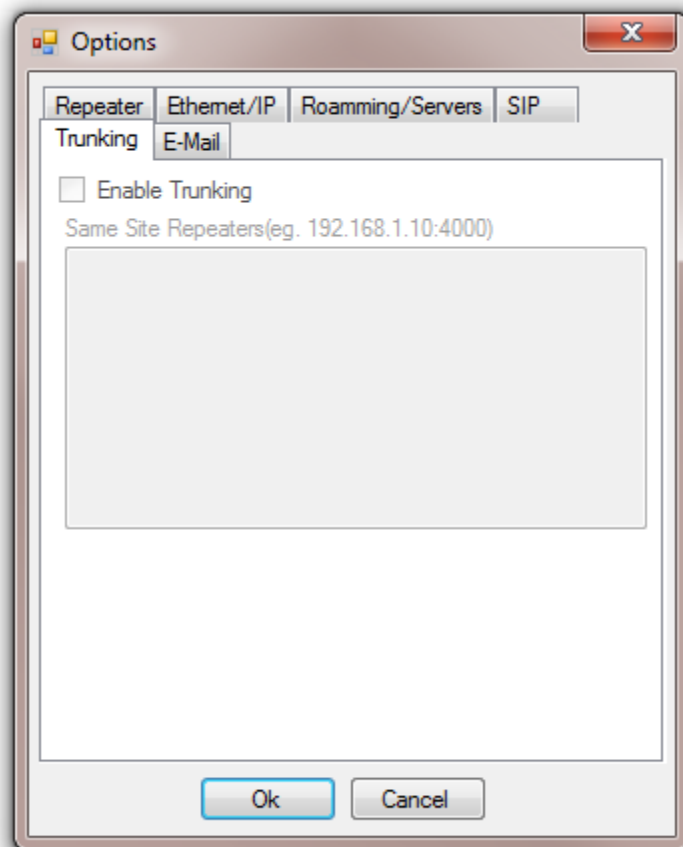 Options
Repeater Ethernet/IP Roamming/Servers SIP
Trunking E-Mail
Enable Trunking
Same Site Repeaters(eg. 192.168.1.10:4000)
Ok Cancel